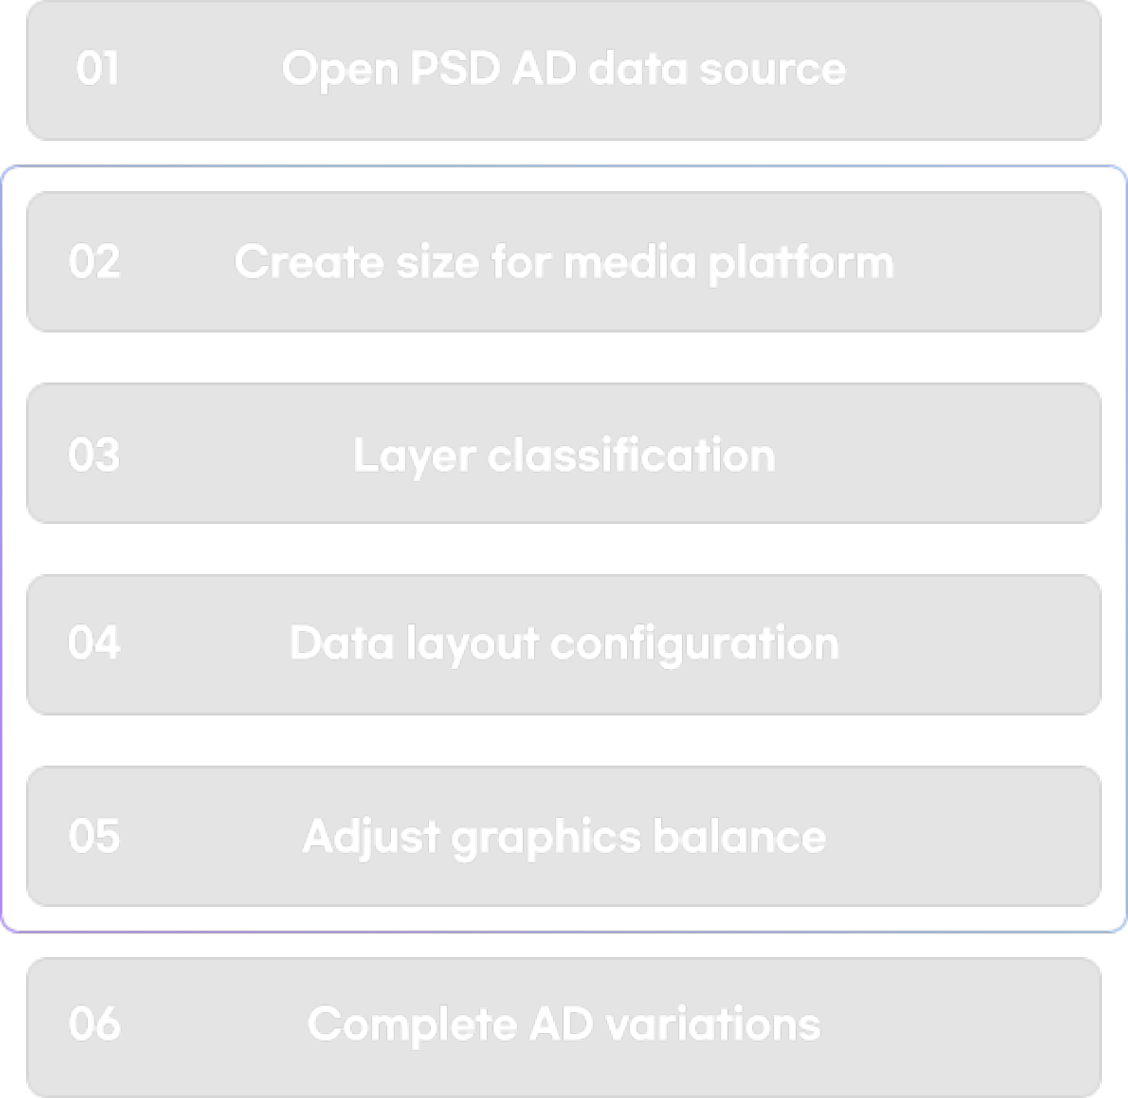 01 Open PSD AD data source
02 Create size for media platform
03 Layer classification
04 Data layout configuration
05 Adjust graphics balance
06 Complete AD variations